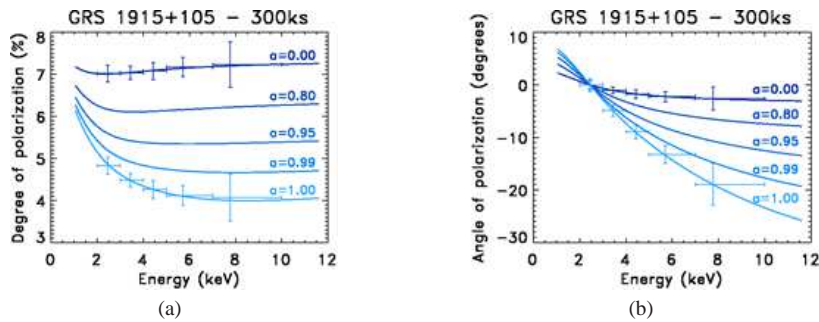 GRS 1915+105 - 300ks
Degree of polarization (%)
8
7
6
5
4
3
a=0.00
a=0.80
a=0.95
a=0.99
a=1.00
0 2 4 6 8 10 12
Energy (keV)
(a)
GRS 1915+105 - 300ks
Angle of polarization (degrees)
10
0
-10
-20
-30
a=0.00
a=0.80
a=0.95
a=0.99
a=1.00
0 2 4 6 8 10 12
Energy (keV)
(b)